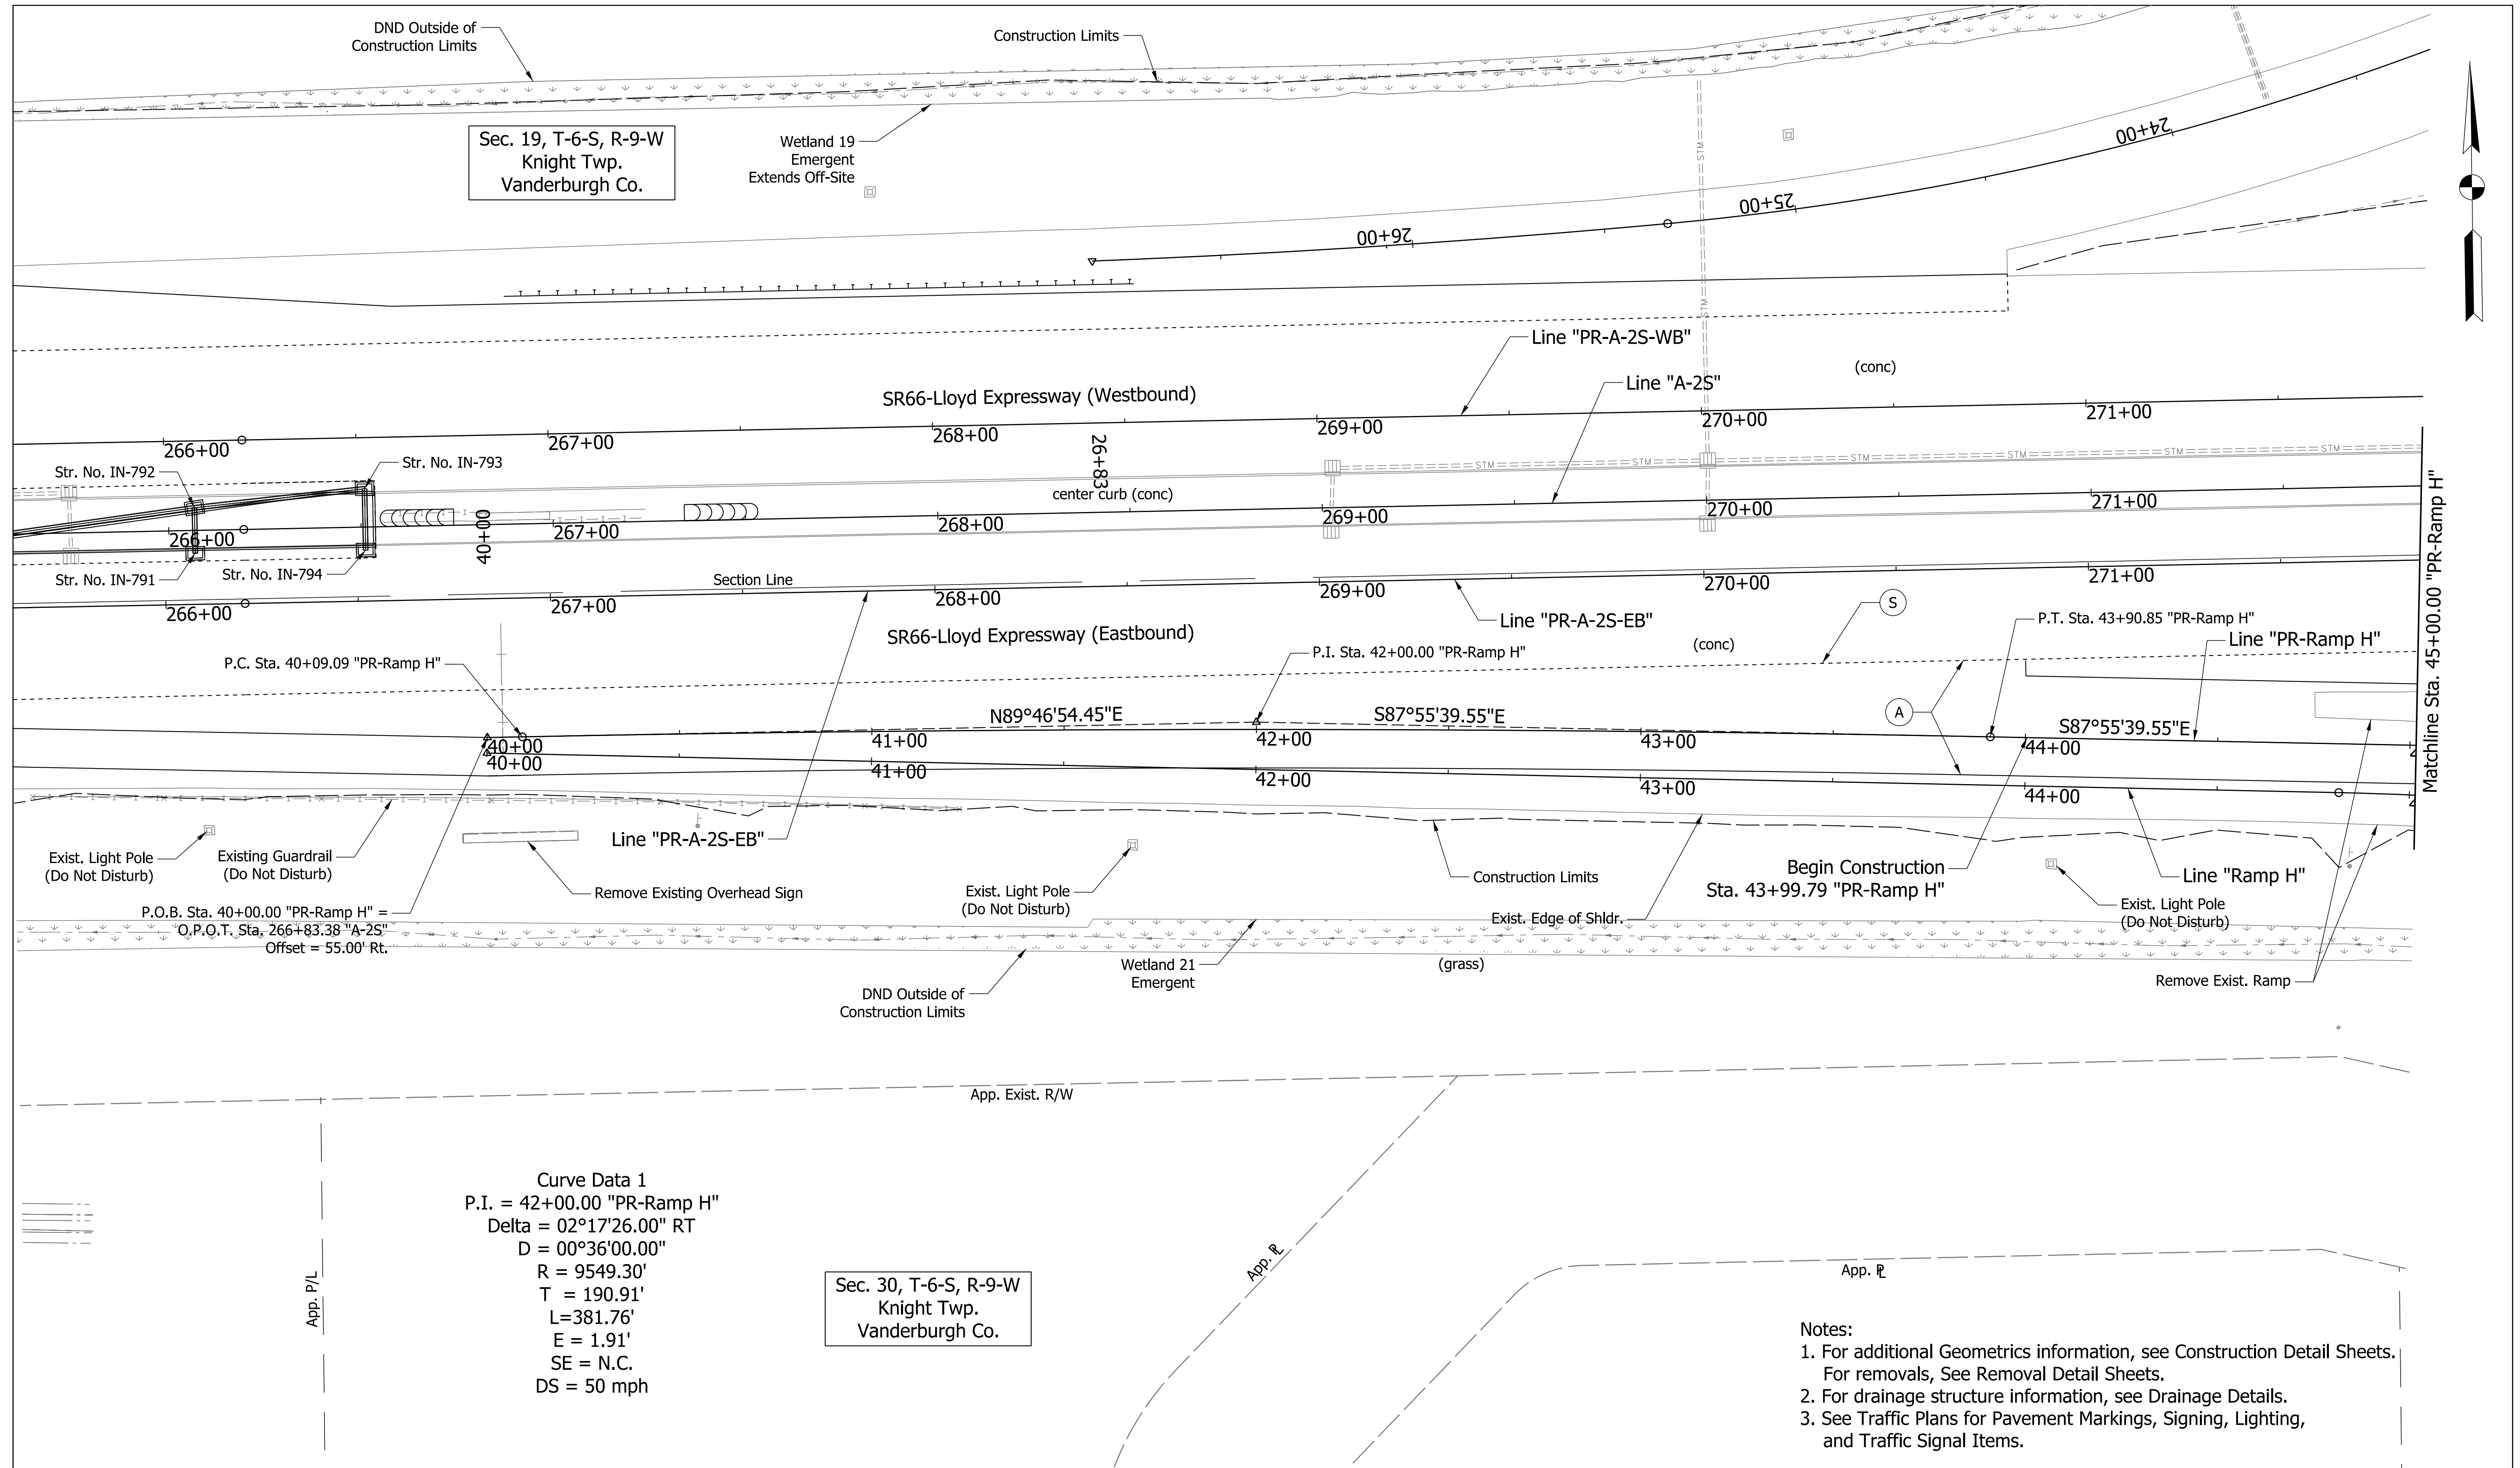 DND Outside of
Construction Limits
Construction Limits
Sec. 19, T-6-S, R-9-W
Knight Twp.
Vanderburgh Co.
Wetland 19
Emergent
Extends Off-Site
STM
24+00
25+00
26+00
STM
Line "PR-A-2S-WB"
(conc)
Line "A-2S"
SR66-Lloyd Expressway (Westbound)
266+00
267+00
268+00
269+00
270+00
271+00
26+83
Str. No. IN-792
Str. No. IN-793
STM
STM
STM
STM
STM
STM
center curb (conc)
266+00
40+00
267+00
268+00
269+00
270+00
271+00
Str. No. IN-791
Str. No. IN-794
Section Line
266+00
267+00
268+00
269+00
270+00
271+00
Matchline Sta. 45+00.00 "PR-Ramp H"
S
Line "PR-A-2S-EB"
SR66-Lloyd Expressway (Eastbound)
(conc)
P.T. Sta. 43+90.85 "PR-Ramp H"
Line "PR-Ramp H"
P.C. Sta. 40+09.09 "PR-Ramp H"
P.I. Sta. 42+00.00 "PR-Ramp H"
A
N89°46'54.45"E
S87°55'39.55"E
S87°55'39.55"E
40+00
41+00
42+00
43+00
44+00
40+00
41+00
42+00
43+00
44+00
Line "PR-A-2S-EB"
Exist. Light Pole
(Do Not Disturb)
Existing Guardrail
(Do Not Disturb)
Remove Existing Overhead Sign
Exist. Light Pole
(Do Not Disturb)
Construction Limits
Begin Construction
Sta. 43+99.79 "PR-Ramp H"
Line "Ramp H"
Exist. Light Pole
(Do Not Disturb)
Exist. Edge of Shldr.
P.O.B. Sta. 40+00.00 "PR-Ramp H" =
O.P.O.T. Sta. 266+83.38 "A-2S"
Offset = 55.00' Rt.
Wetland 21
Emergent
(grass)
Remove Exist. Ramp
DND Outside of
Construction Limits
App. Exist. R/W
App. P/L
App. PL
App. PL
Curve Data 1
P.I. = 42+00.00 "PR-Ramp H"
Delta = 02°17'26.00" RT
D = 00°36'00.00"
R = 9549.30'
T = 190.91'
L=381.76'
E = 1.91'
SE = N.C.
DS = 50 mph
Sec. 30, T-6-S, R-9-W
Knight Twp.
Vanderburgh Co.
Notes:
1. For additional Geometrics information, see Construction Detail Sheets.
For removals, See Removal Detail Sheets.
2. For drainage structure information, see Drainage Details.
3. See Traffic Plans for Pavement Markings, Signing, Lighting,
and Traffic Signal Items.